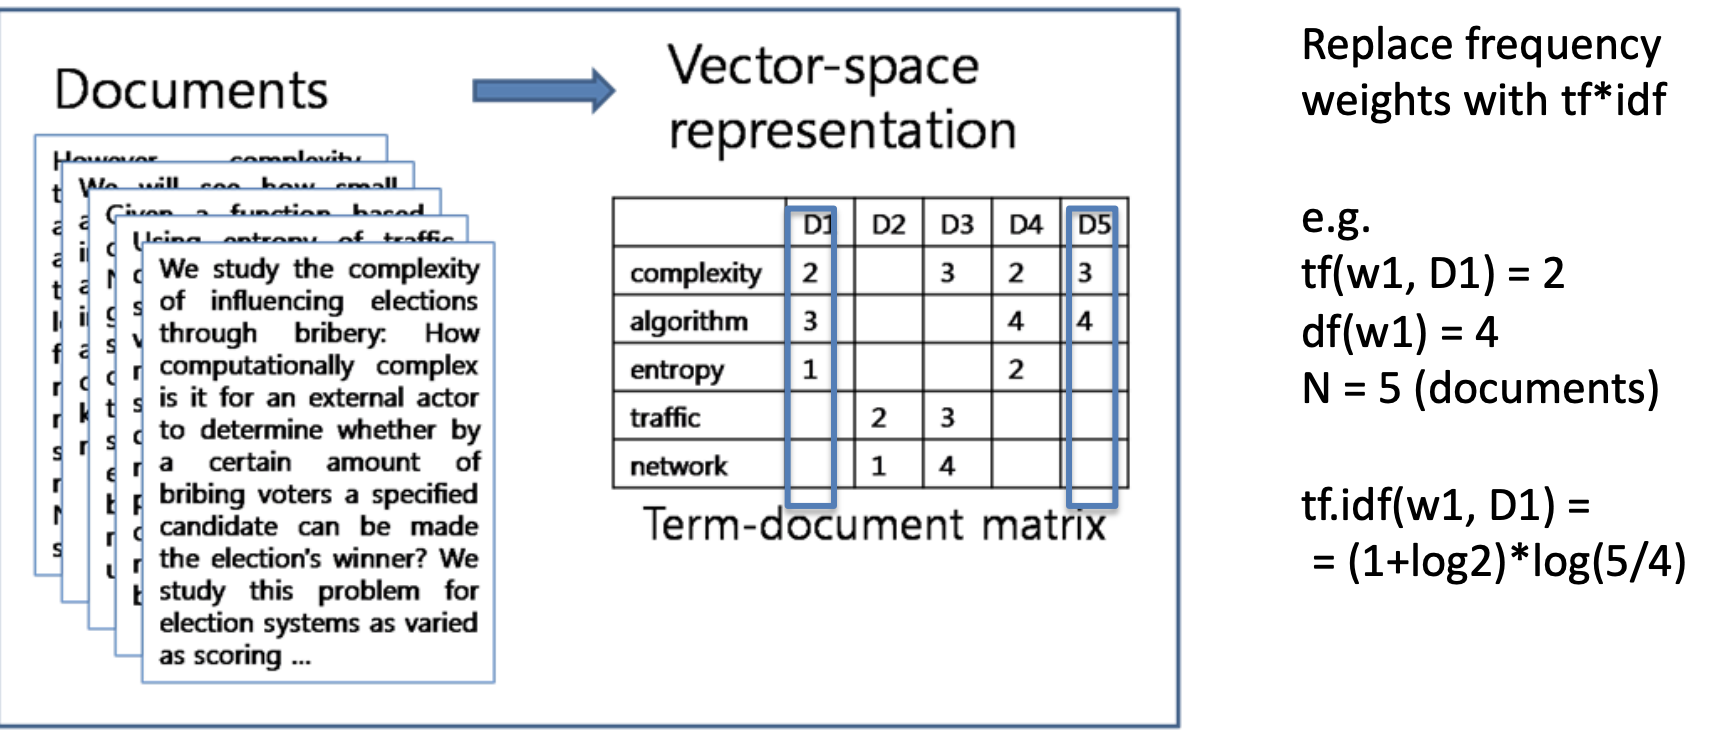 Documents
Vector-space
representation
However complexity
We will see how small
Given a function based
Using entropy of traffic
We study the complexity
of influencing elections
through bribery: How
computationally complex
is it for an external actor
to determine whether by
a certain amount of
bribing voters a specified
candidate can be made
the election's winner? We
study this problem for
election systems as varied
as scoring ...
D1 D2 D3 D4 D5
complexity 2 3 2 3
algorithm 3 4 4
entropy 1 2
traffic 2 3
network 1 4
Term-document matrix
Replace frequency
weights with tf*idf
e.g.
tf(w1, D1) = 2
df(w1) = 4
N = 5 (documents)
tf.idf(w1, D1) =
= (1+log2)*log(5/4)